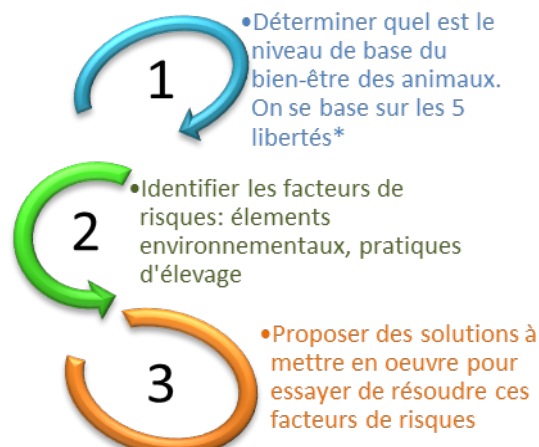 1
•Déterminer quel est le
niveau de base du
bien-être des animaux.
On se base sur les 5
libertés*
2
•Identifier les facteurs de
risques: élements
environnementaux, pratiques
d'élevage
3
•Proposer des solutions à
mettre en oeuvre pour
essayer de résoudre ces
facteurs de risques